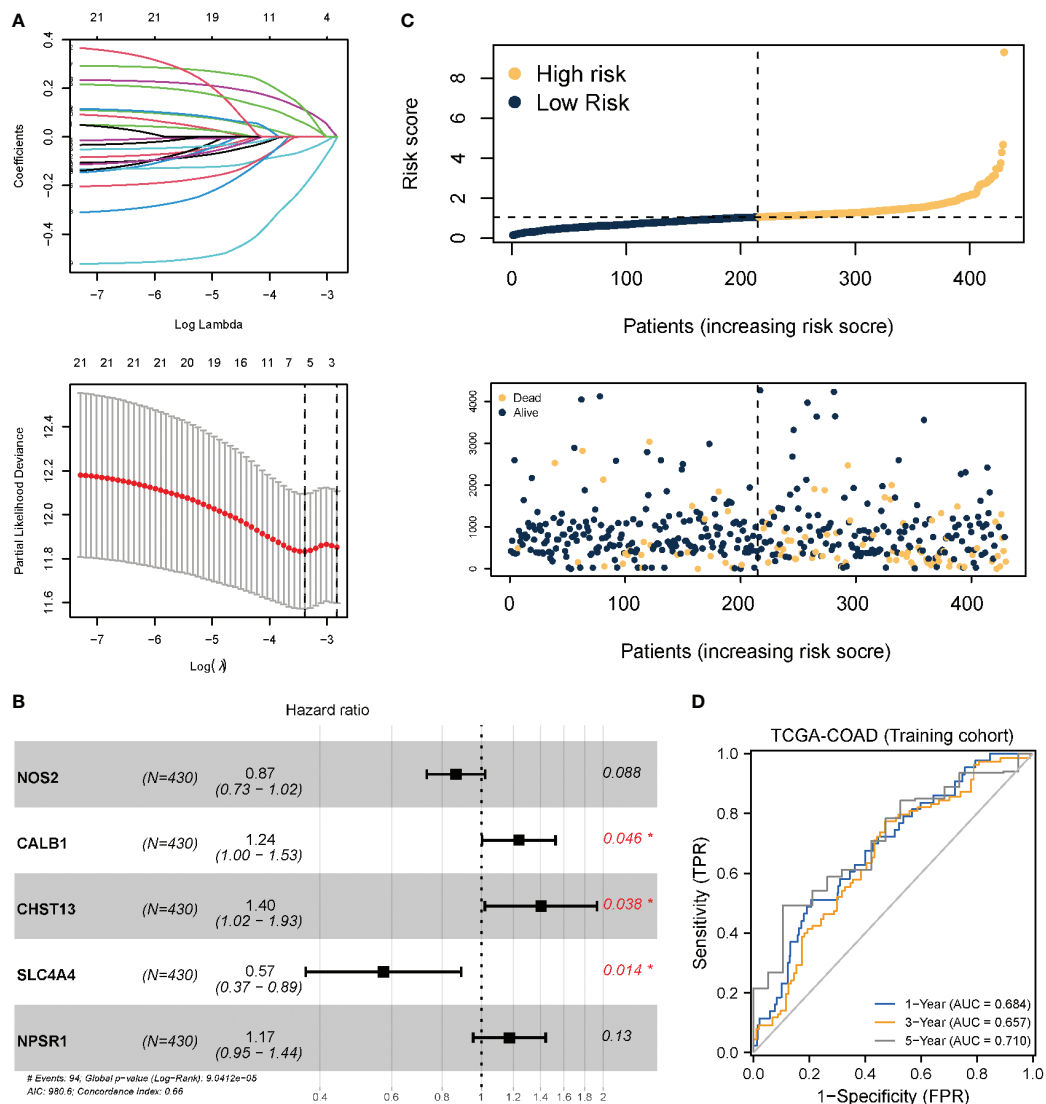 A
21 21 19 11 4
0.4
0.2
0.0
−0.2
−0.4
Coefficients
−7 −6 −5 −4 −3
Log Lambda
21 21 21 21 20 19 16 11 7 5 3
12.4
12.2
12.0
11.8
11.6
Partial Likelihood Deviance
−7 −6 −5 −4 −3
Log(λ)
C
High risk
Low Risk
8
6
4
2
0
Risk score
0 100 200 300 400
Patients (increasing risk socre)
Dead
Alive
4000
3000
2000
1000
0
0 100 200 300 400
Patients (increasing risk socre)
B
Hazard ratio
NOS2 (N=430) 0.87 0.088
(0.73 − 1.02)
CALB1 (N=430) 1.24 0.046 *
(1.00 − 1.53)
CHST13 (N=430) 1.40 0.038 *
(1.02 − 1.93)
SLC4A4 (N=430) 0.57 0.014 *
(0.37 − 0.89)
NPSR1 (N=430) 1.17 0.13
(0.95 − 1.44)
# Events: 94; Global p−value (Log−Rank): 9.0412e−05
AIC: 980.6; Concordance Index: 0.66
0.4 0.6 0.8 1 1.2 1.4 1.6 1.8 2
D
TCGA-COAD (Training cohort)
1.0
0.8
0.6
0.4
0.2
0.0
Sensitivity (TPR)
1−Year (AUC = 0.684)
3−Year (AUC = 0.657)
5−Year (AUC = 0.710)
0.0 0.2 0.4 0.6 0.8 1.0
1−Specificity (FPR)